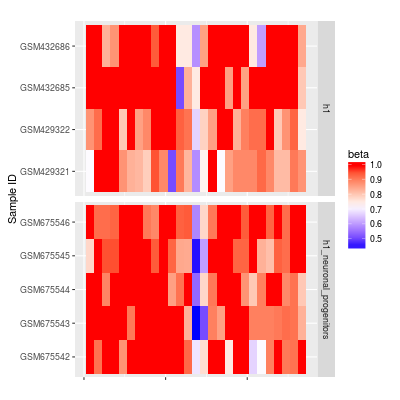 GSM432686
GSM432685
GSM429322
GSM429321
h1
GSM675546
GSM675545
GSM675544
GSM675543
GSM675542
h1_neuronal_progenitors
Sample ID
beta
1.0
0.9
0.8
0.7
0.6
0.5